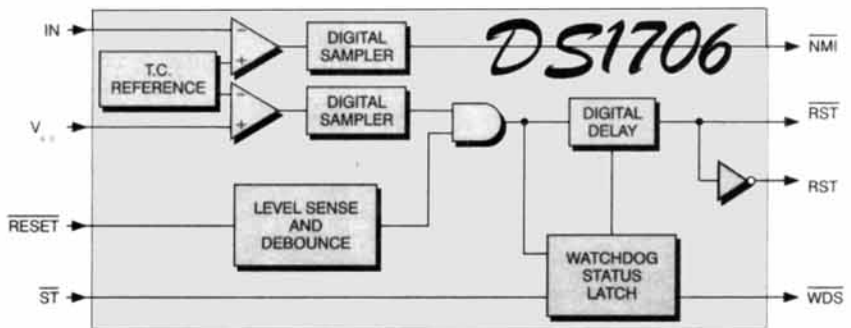 IN
DIGITAL
SAMPLER
DS1706
NMI
T.C.
REFERENCE
DIGITAL
SAMPLER
DIGITAL
DELAY
RST
V
RST
RESET
LEVEL SENSE
AND
DEBOUNCE
WATCHDOG
STATUS
LATCH
ST
WDS